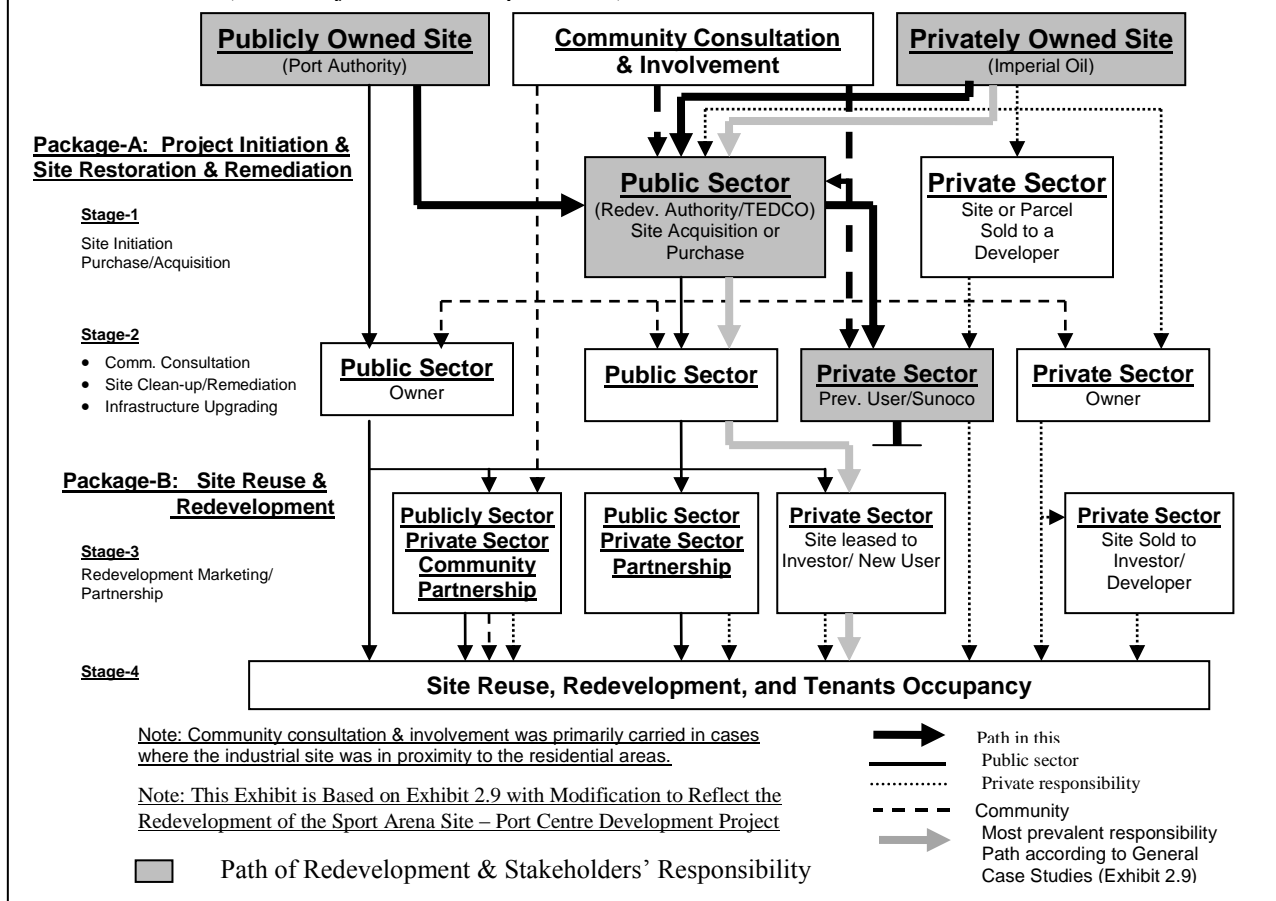 Publicly Owned Site
(Port Authority)
Community Consultation
& Involvement
Privately Owned Site
(Imperial Oil)
Package-A: Project Initiation &
Site Restoration & Remediation
Stage-1
Site Initiation
Purchase/Acquisition
Public Sector
(Redev. Authority/TEDCO)
Site Acquisition or
Purchase
Private Sector
Site or Parcel
Sold to a
Developer
Stage-2
• Comm. Consultation
• Site Clean-up/Remediation
• Infrastructure Upgrading
Public Sector
Owner
Public Sector
Private Sector
Prev. User/Sunoco
Private Sector
Owner
Package-B: Site Reuse &
Redevelopment
Stage-3
Redevelopment Marketing/
Partnership
Publicly Sector
Private Sector
Community
Partnership
Public Sector
Private Sector
Partnership
Private Sector
Site leased to
Investor/ New User
Private Sector
Site Sold to
Investor/
Developer
Stage-4
Site Reuse, Redevelopment, and Tenants Occupancy
Note: Community consultation & involvement was primarily carried in cases
where the industrial site was in proximity to the residential areas.
Note: This Exhibit is Based on Exhibit 2.9 with Modification to Reflect the
Redevelopment of the Sport Arena Site – Port Centre Development Project
Path of Redevelopment & Stakeholders' Responsibility
Path in this
Public sector
Private responsibility
Community
Most prevalent responsibility
Path according to General
Case Studies (Exhibit 2.9)